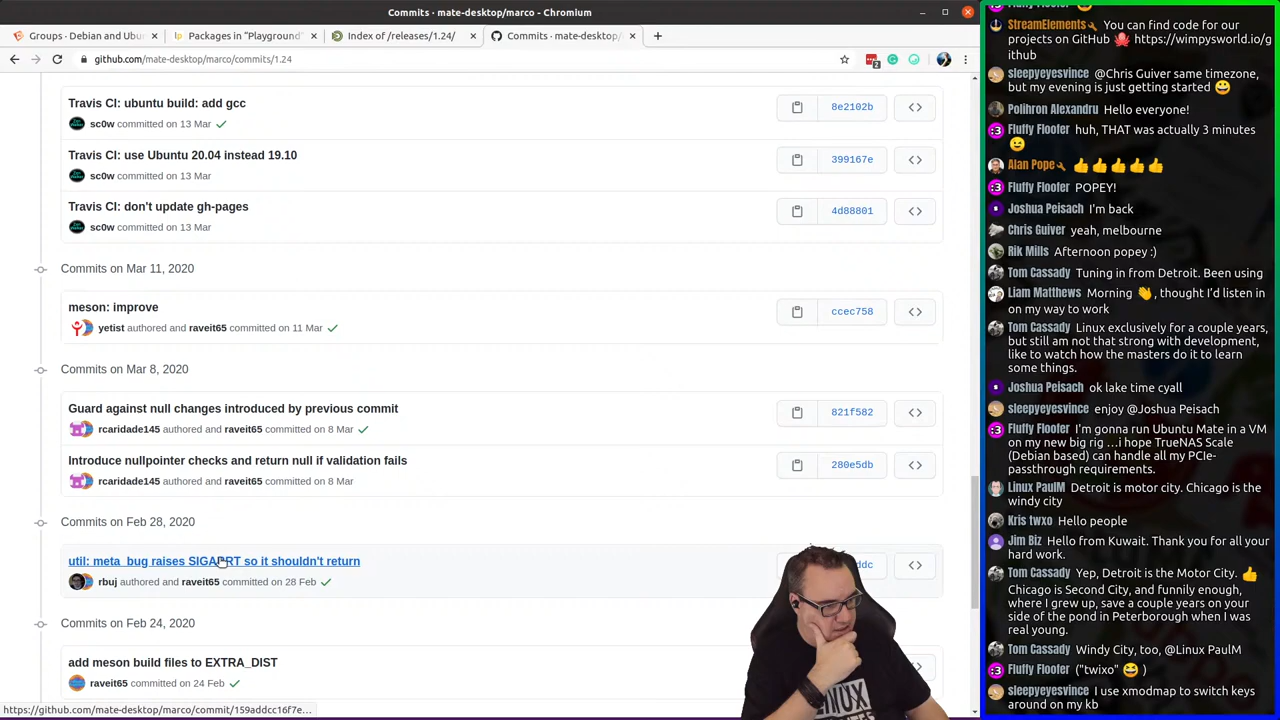 Commits · mate-desktop/marco - Chromium
Groups - Debian and Ubu
Packages in “Playground”
Index of /releases/1.24/
Commits · mate-desktop/
github.com/mate-desktop/marco/commits/1.24
Travis CI: ubuntu build: add gcc
sc0w committed on 13 Mar
8e2102b
Travis CI: use Ubuntu 20.04 instead 19.10
sc0w committed on 13 Mar
399167e
Travis CI: don't update gh-pages
sc0w committed on 13 Mar
4d88801
Commits on Mar 11, 2020
meson: improve
yetist authored and raveit65 committed on 11 Mar
ccec758
Commits on Mar 8, 2020
Guard against null changes introduced by previous commit
rcaridade145 authored and raveit65 committed on 8 Mar
821f582
Introduce nullpointer checks and return null if validation fails
rcaridade145 authored and raveit65 committed on 8 Mar
280e5db
Commits on Feb 28, 2020
util: meta_bug raises SIGABRT so it shouldn't return
rbuj authored and raveit65 committed on 28 Feb
Commits on Feb 24, 2020
add meson build files to EXTRA_DIST
raveit65 committed on 24 Feb
https://github.com/mate-desktop/marco/commit/159addcc16f7e...
Fluffy Floofer
StreamElements You can find code for our
projects on GitHub 🐙 https://wimpysworld.io/g
ithub
sleepyeyesvince @Chris Guiver same timezone,
but my evening is just getting started 😀
Polihron Alexandru Hello everyone!
Fluffy Floofer huh, THAT was actually 3 minutes
😉
Alan Pope 👍👍👍👍👍
Fluffy Floofer POPEY!
Joshua Peisach I'm back
Chris Guiver yeah, melbourne
Rik Mills Afternoon popey :)
Tom Cassady Tuning in from Detroit. Been using
Liam Matthews Morning 👋, thought I'd listen in
on my way to work
Tom Cassady Linux exclusively for a couple years,
but still am not that strong with development,
like to watch how the masters do it to learn
some things.
Joshua Peisach ok lake time cyall
sleepyeyesvince enjoy @Joshua Peisach
Fluffy Floofer I'm gonna run Ubuntu Mate in a VM
on my new big rig …i hope TrueNAS Scale
(Debian based) can handle all my PCIe-
passthrough requirements.
Linux PaulM Detroit is motor city. Chicago is the
windy city
Kris twxo Hello people
Jim Biz Hello from Kuwait. Thank you for all your
hard work.
Tom Cassady Yep, Detroit is the Motor City. 👍
Chicago is Second City, and funnily enough,
where I grew up, save a couple years on your
side of the pond in Peterborough when I was
real young.
Tom Cassady Windy City, too, @Linux PaulM
Fluffy Floofer ("twixo" 😆 )
sleepyeyesvince I use xmodmap to switch keys
around on my kb
LINUX